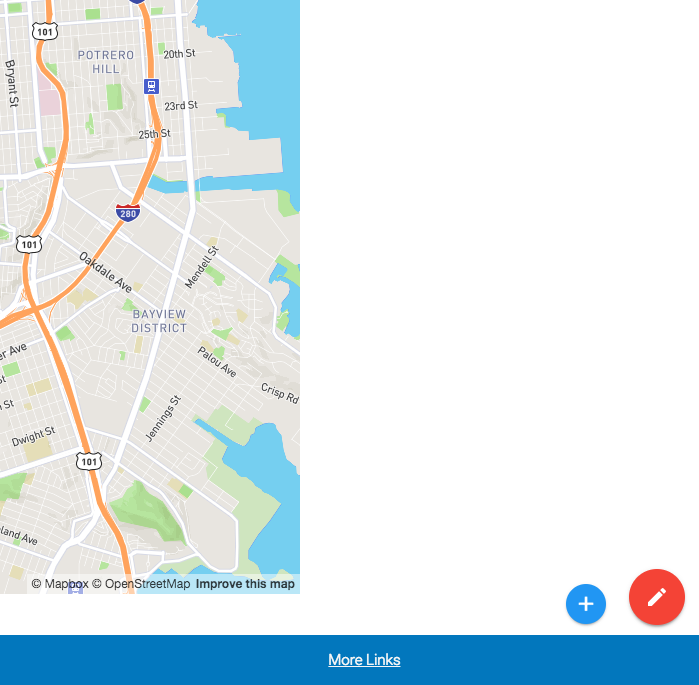 101
POTRERO
HILL
20th St
Bryant St
23rd St
25th St
280
101
Oakdale Ave
Mendell St
BAYVIEW
DISTRICT
er Ave
Palou Ave
St
Crisp Rd
St
Jennings St
Dwight St
101
land Ave
© Mapbox © OpenStreetMap Improve this map
More Links